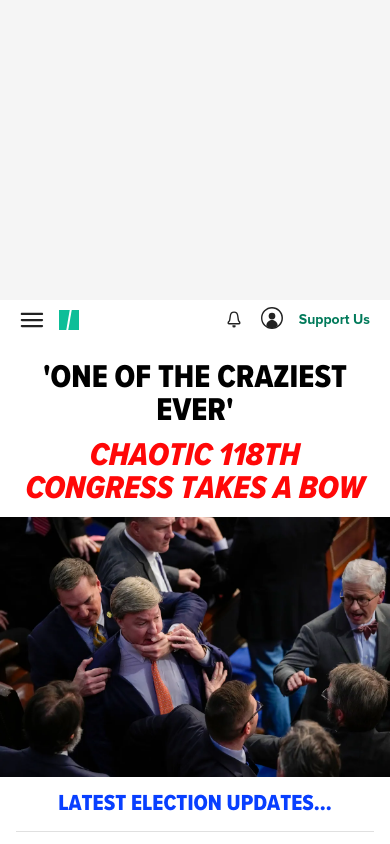 Support Us
'ONE OF THE CRAZIEST
EVER'
CHAOTIC 118TH
CONGRESS TAKES A BOW
LATEST ELECTION UPDATES...